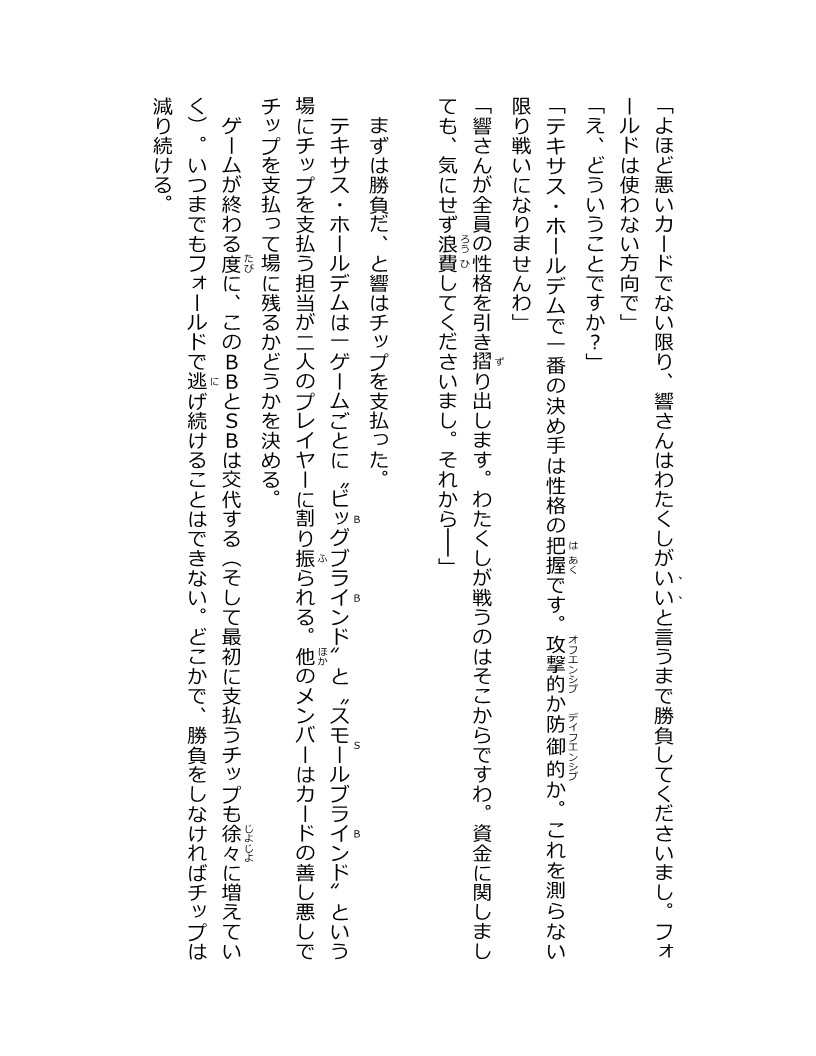 「よほど悪いカードでない限り、響さんはわたくしがいいと言うまで勝負してくださいまし。フォ
ールドは使わない方向で」
「え、どういうことですか？」
「テキサス・ホールデムで一番の決め手は性格の把握です。攻撃的か防御的か。これを測らない
限り戦いになりませんわ」
「響さんが全員の性格を引き摺り出します。わたくしが戦うのはそこからですわ。資金に関しまし
ても、気にせず浪費してくださいまし。それから――」
まずは勝負だ、と響はチップを支払った。
テキサス・ホールデムは一ゲームごとに〝ビッグブラインド〟と〝スモールブラインド〟という
場にチップを支払う担当が二人のプレイヤーに割り振られる。他のメンバーはカードの善し悪しで
チップを支払って場に残るかどうかを決める。
ゲームが終わる度に、このＢＢとＳＢは交代する（そして最初に支払うチップも徐々に増えてい
く）。いつまでもフォールドで逃げ続けることはできない。どこかで、勝負をしなければチップは
減り続ける。